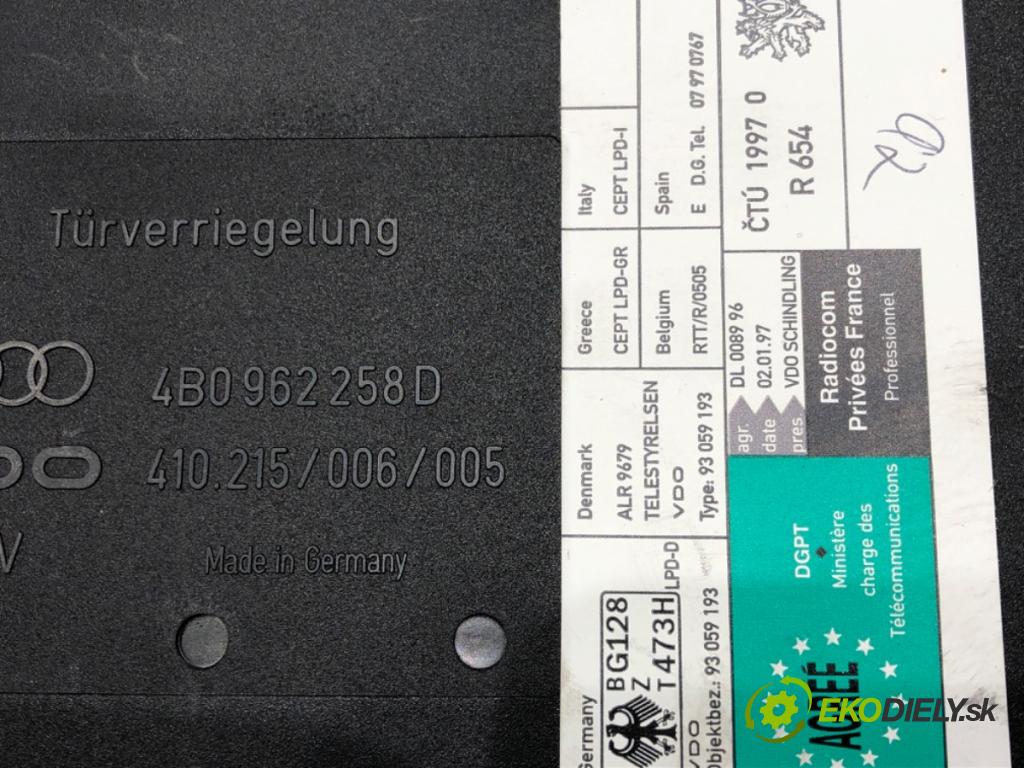 Türverriegelung
4B0 962 258 D
410.215/006/005
V
Made in Germany
Italy
CEPT LPD-I
Spain
E D.G. Tel. 07 97 0767
Greece
CEPT LPD-GR
Belgium
RTT/R/0505
Denmark
ALR 9679
TELESTYRELSEN
VDO
Type: 93 059 193
Germany
BG128
Z
T473H
LPD-D
VDO
Objektbez.: 93 059 193
ČTÚ 1997 0
R 654
agr. DL 0089 96
date 02.01.97
pres VDO SCHINDLING
Radiocom
Privées France
Professionnel
DGPT
Ministère
charge des
Télécommunications
AGREÉ
92
EKODIELY.sk